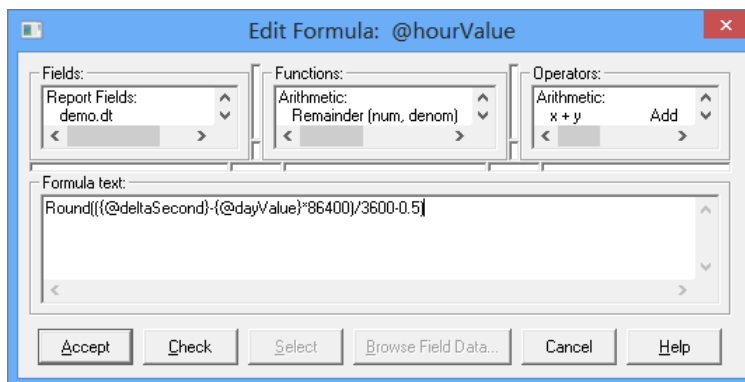 Edit Formula: @hourValue
Fields:
Report Fields:
demo.dt
Functions:
Arithmetic:
Remainder (num, denom)
Operators:
Arithmetic:
x + y Add
Formula text:
Round(({@deltaSecond}-{@dayValue}*86400)/3600-0.5)
Accept Check Select Browse Field Data... Cancel Help